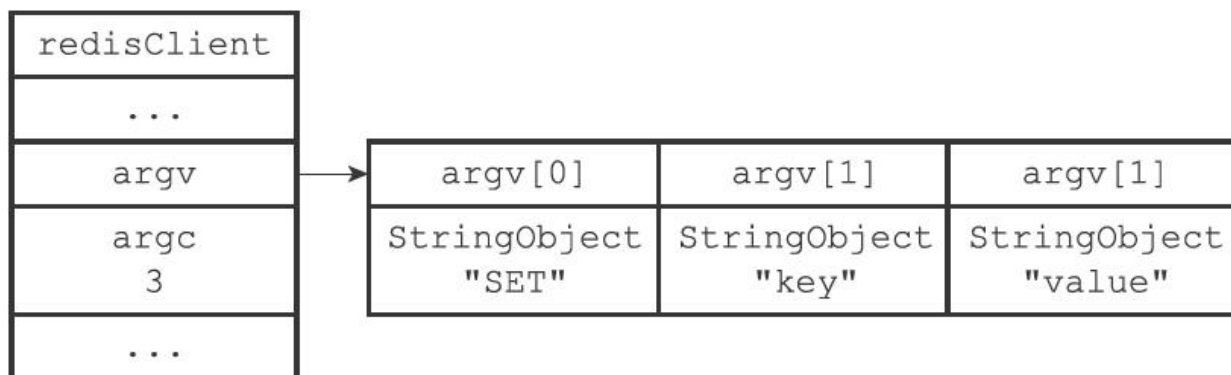 redisClient
...
argv
argc
3
...
argv[0] argv[1] argv[1]
StringObject StringObject StringObject
"SET" "key" "value"